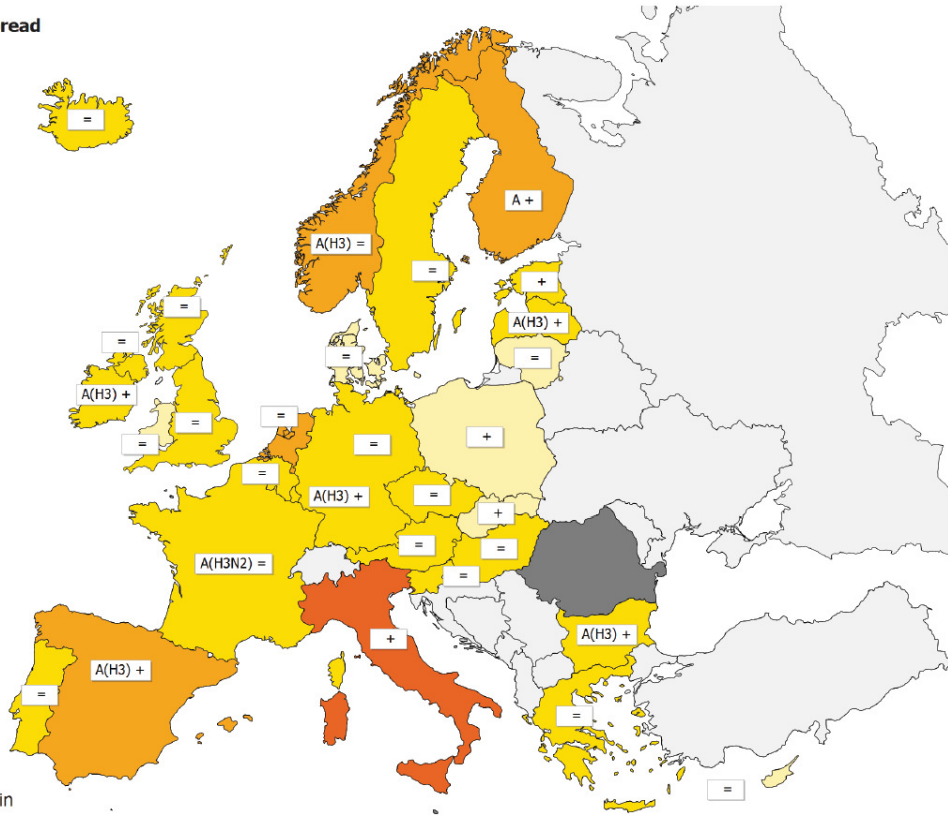 read
=
A +
A(H3) =
=
+
=
A(H3) +
=
=
A(H3) +
=
=
=
+
=
=
A(H3) +
=
+
=
=
A(H3N2) =
=
A(H3) +
+
A(H3) +
=
=
=
in